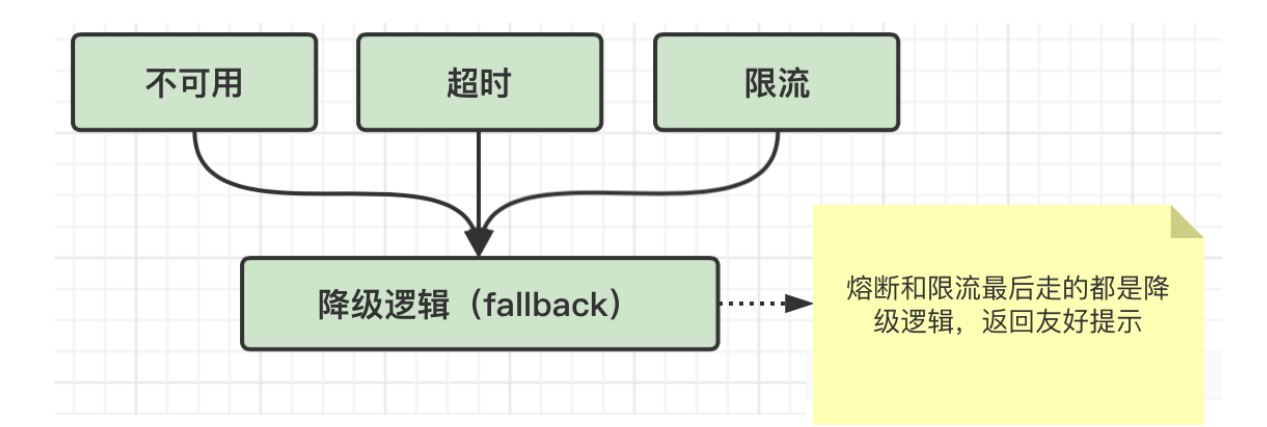 不可用
超时
限流
降级逻辑（fallback）
熔断和限流最后走的都是降
级逻辑，返回友好提示